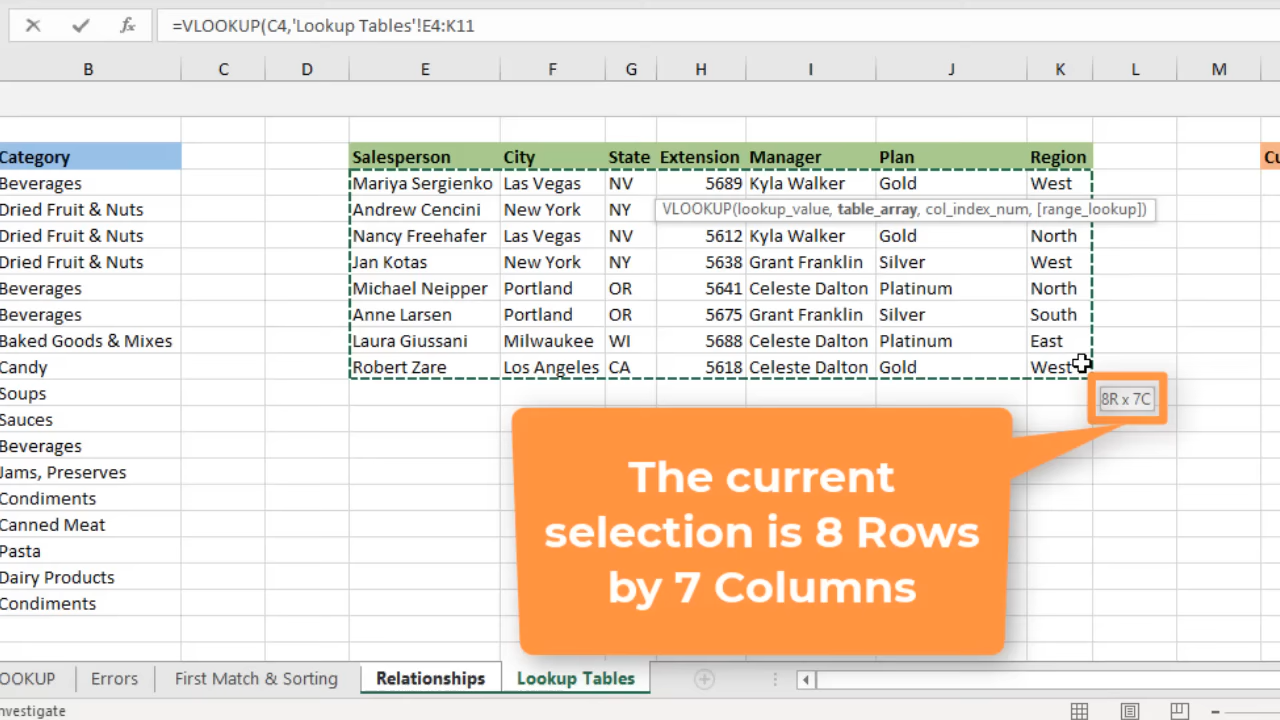 =VLOOKUP(C4,'Lookup Tables'!E4:K11
B C D E F G H I J K L M
Category Salesperson City State Extension Manager Plan Region Cu
Beverages Mariya Sergienko Las Vegas NV 5689 Kyla Walker Gold West
Dried Fruit & Nuts Andrew Cencini New York NY VLOOKUP(lookup_value, table_array, col_index_num, [range_lookup])
Dried Fruit & Nuts Nancy Freehafer Las Vegas NV 5612 Kyla Walker Gold North
Dried Fruit & Nuts Jan Kotas New York NY 5638 Grant Franklin Silver West
Beverages Michael Neipper Portland OR 5641 Celeste Dalton Platinum North
Beverages Anne Larsen Portland OR 5675 Grant Franklin Silver South
Baked Goods & Mixes Laura Giussani Milwaukee WI 5688 Celeste Dalton Platinum East
Candy Robert Zare Los Angeles CA 5618 Celeste Dalton Gold West
Soups 8R x 7C
Sauces
Beverages
Jams, Preserves
Condiments
Canned Meat
Pasta
Dairy Products
Condiments
The current
selection is 8 Rows
by 7 Columns
OOKUP Errors First Match & Sorting Relationships Lookup Tables
nvestigate